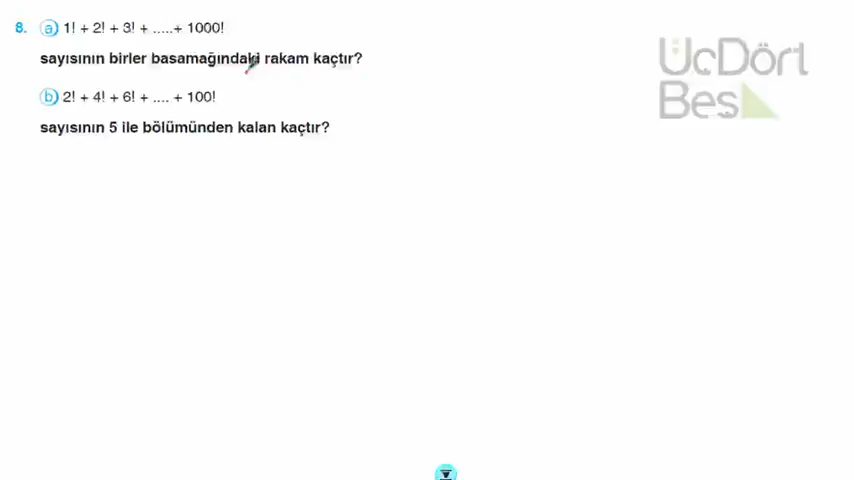 8. a) 1! + 2! + 3! + .....+ 1000!
sayısının birler basamağındaki rakam kaçtır?
b) 2! + 4! + 6! + .... + 100!
sayısının 5 ile bölümünden kalan kaçtır?
ÜçDört
Beş